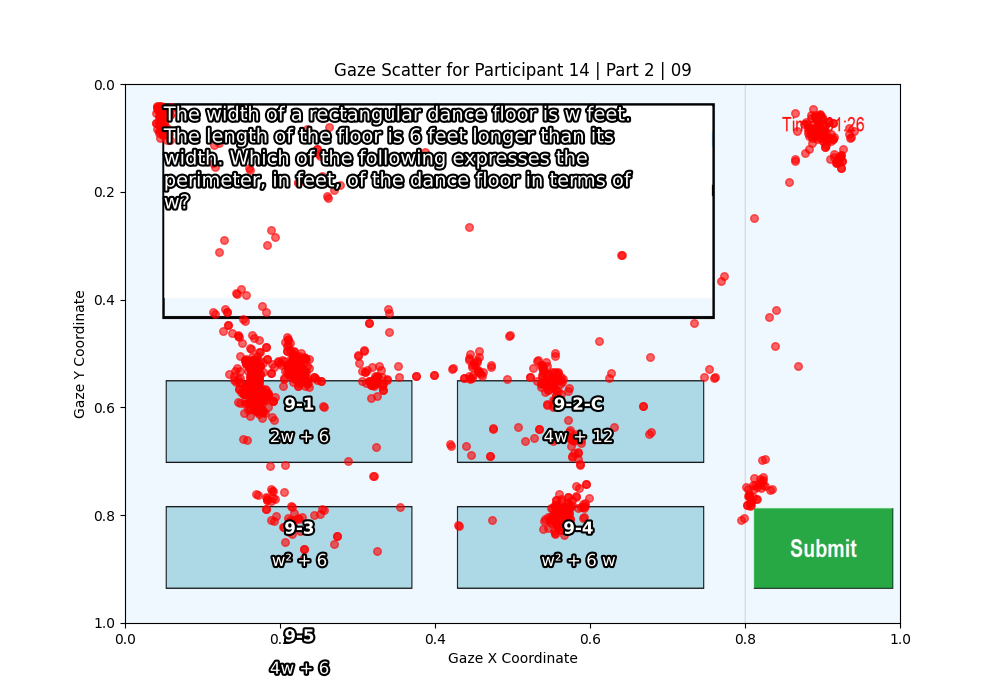 Gaze Scatter for Participant 14 | Part 2 | 09
The width of a rectangular dance floor is w feet.
The length of the floor is 6 feet longer than its
width. Which of the following expresses the
perimeter, in feet, of the dance floor in terms of
w?
9-1
2w + 6
9-2-C
4w + 12
9-3
w² + 6
9-4
w² + 6 w
Submit
9-5
4w + 6
Gaze Y Coordinate
0.0
0.2
0.4
0.6
0.8
1.0
0.0
0.4
0.6
0.8
1.0
Gaze X Coordinate